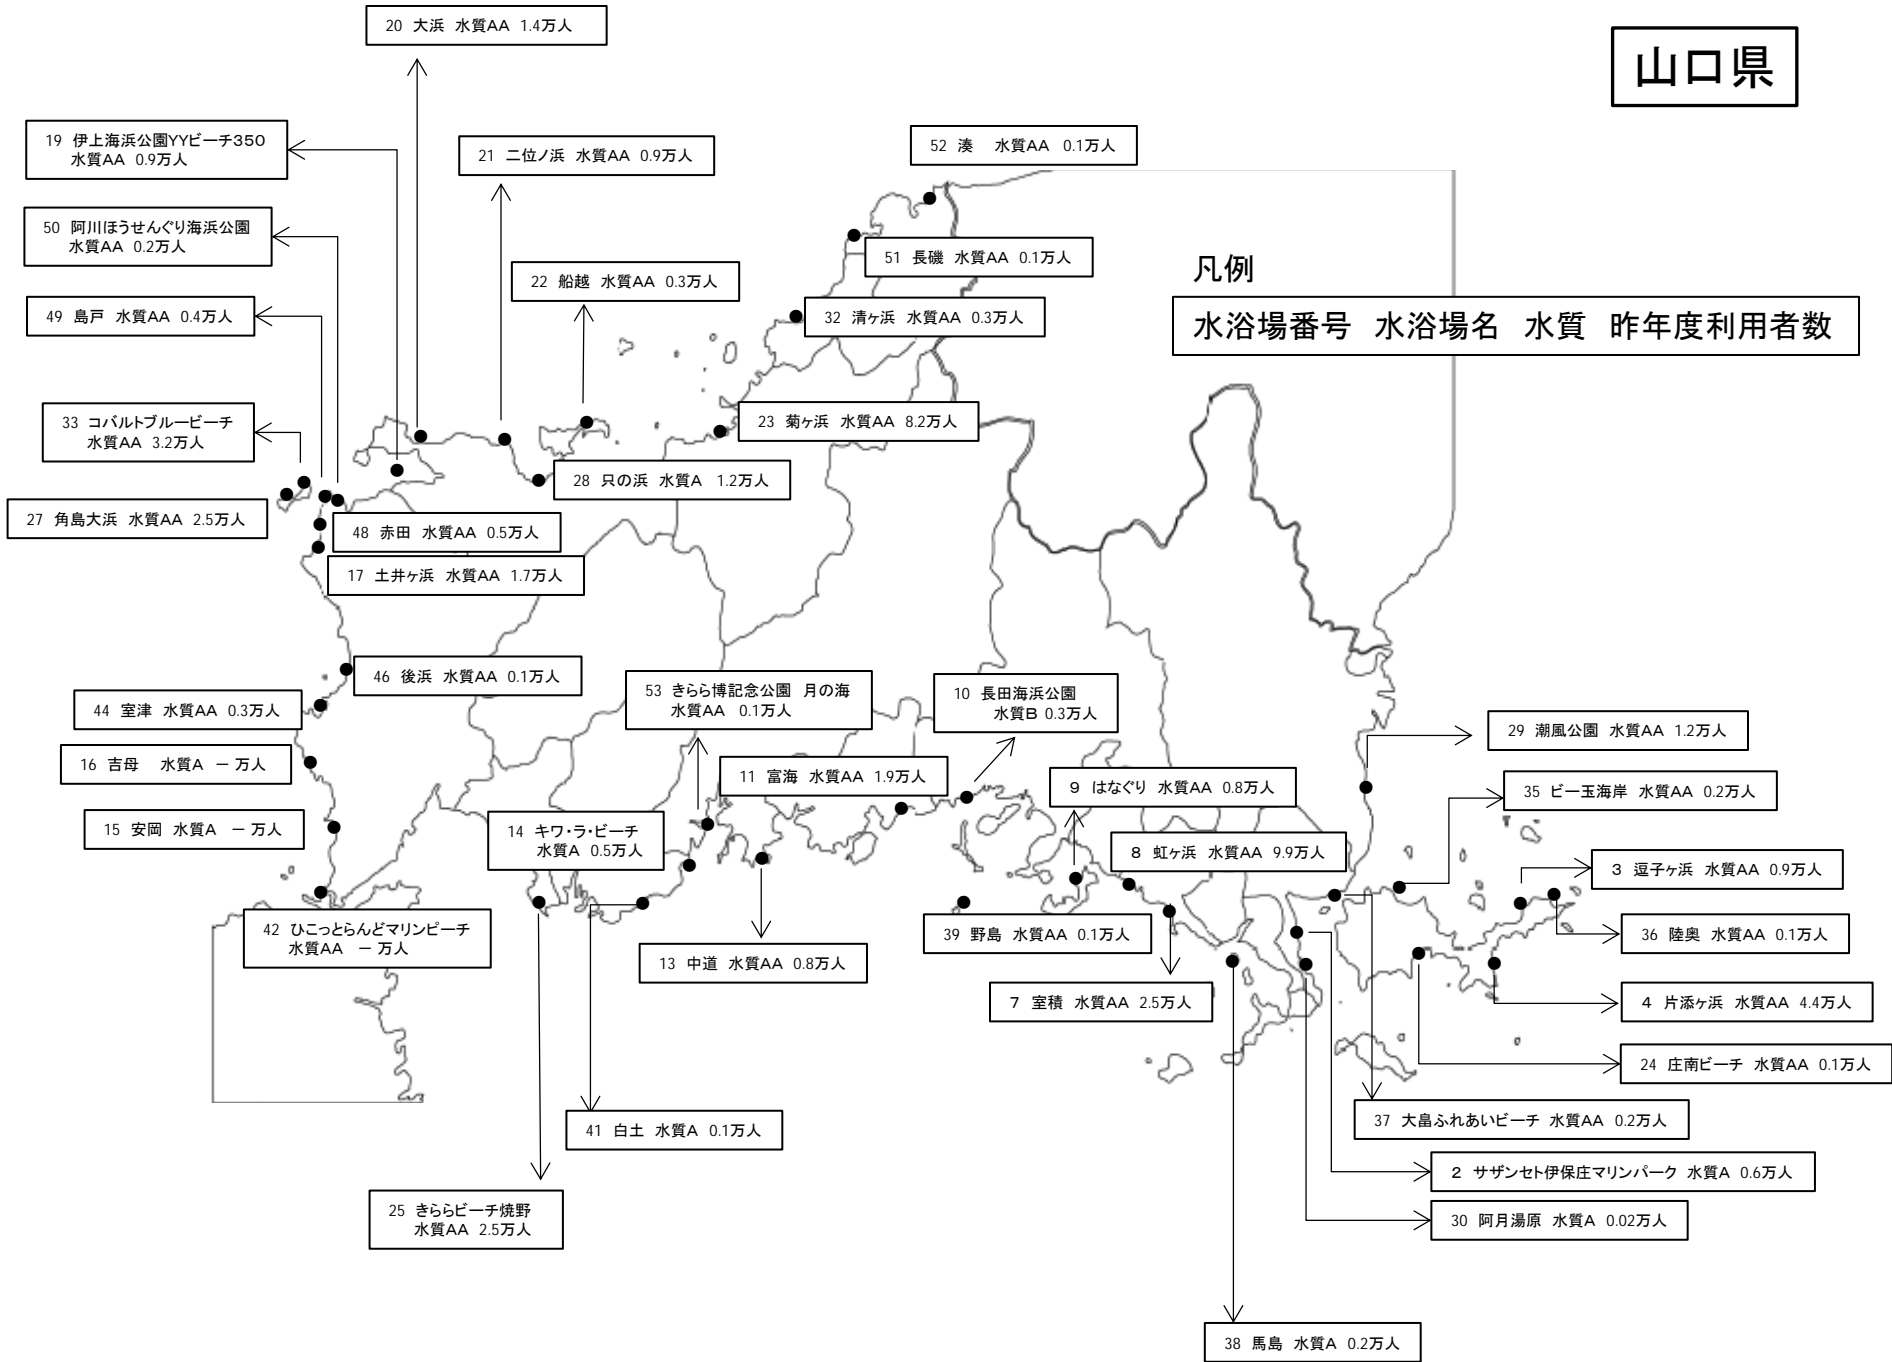 山口県
20 大浜 水質AA 1.4万人
19 伊上海浜公園YYビーチ350
水質AA 0.9万人
21 二位ノ浜 水質AA 0.9万人
52 湊 水質AA 0.1万人
50 阿川ほうせんぐり海浜公園
水質AA 0.2万人
51 長磯 水質AA 0.1万人
凡例
水浴場番号 水浴場名 水質 昨年度利用者数
22 船越 水質AA 0.3万人
49 島戸 水質AA 0.4万人
32 清ヶ浜 水質AA 0.3万人
33 コバルトブルービーチ
水質AA 3.2万人
23 菊ヶ浜 水質AA 8.2万人
28 只の浜 水質A 1.2万人
27 角島大浜 水質AA 2.5万人
48 赤田 水質AA 0.5万人
17 土井ヶ浜 水質AA 1.7万人
46 後浜 水質AA 0.1万人
53 きらら博記念公園 月の海
水質AA 0.1万人
10 長田海浜公園
水質B 0.3万人
44 室津 水質AA 0.3万人
29 潮風公園 水質AA 1.2万人
16 吉母 水質A － 万人
11 富海 水質AA 1.9万人
9 はなぐり 水質AA 0.8万人
35 ビー玉海岸 水質AA 0.2万人
15 安岡 水質A － 万人
14 キワ・ラ・ビーチ
水質A 0.5万人
8 虹ヶ浜 水質AA 9.9万人
3 逗子ヶ浜 水質AA 0.9万人
42 ひこっとらんどマリンビーチ
水質AA － 万人
39 野島 水質AA 0.1万人
36 陸奥 水質AA 0.1万人
13 中道 水質AA 0.8万人
7 室積 水質AA 2.5万人
4 片添ヶ浜 水質AA 4.4万人
24 庄南ビーチ 水質AA 0.1万人
41 白土 水質A 0.1万人
37 大畠ふれあいビーチ 水質AA 0.2万人
2 サザンセト伊保庄マリンパーク 水質A 0.6万人
25 きららビーチ焼野
水質AA 2.5万人
30 阿月湯原 水質A 0.02万人
38 馬島 水質A 0.2万人